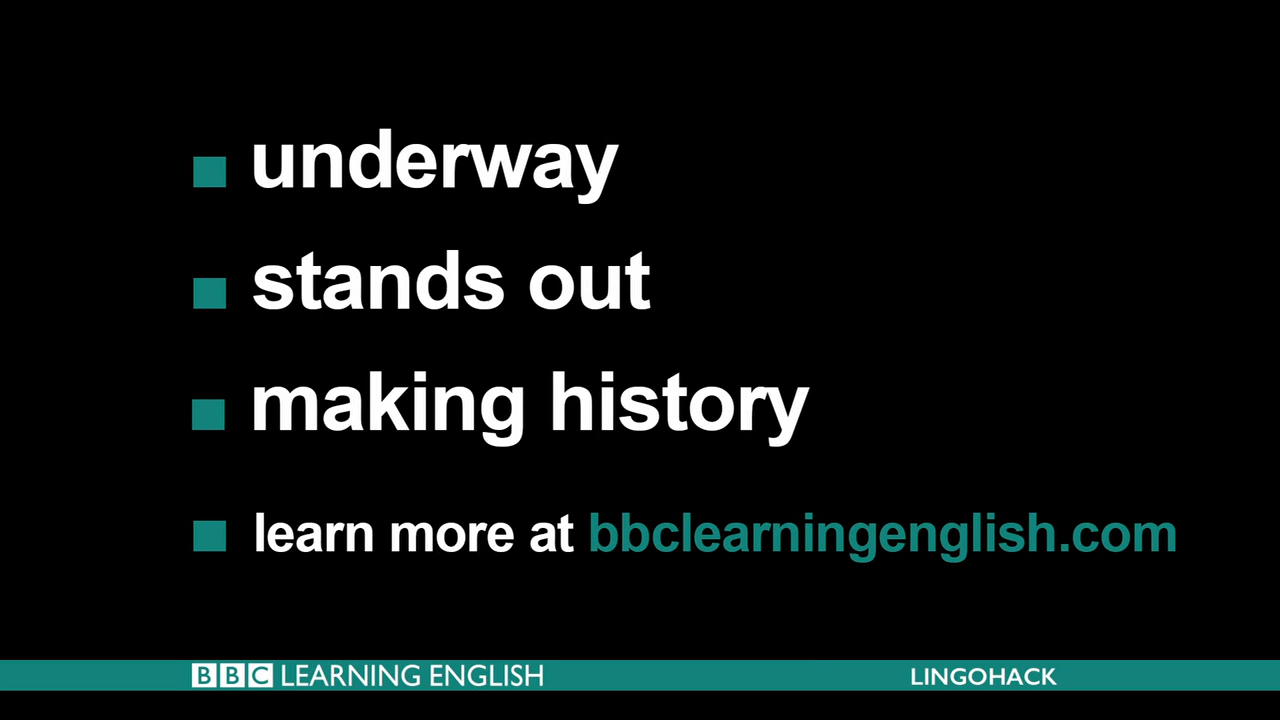 underway
stands out
making history
learn more at bbclearningenglish.com
BBC LEARNING ENGLISH
LINGOHACK